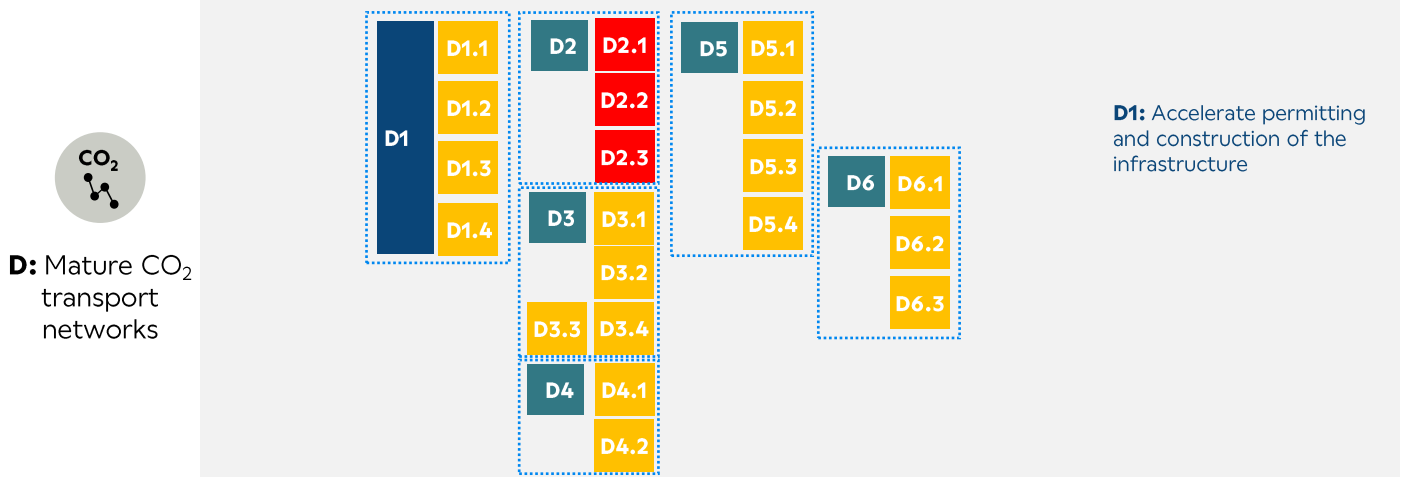 CO₂
D: Mature CO₂
transport
networks
D1
D1.1
D1.2
D1.3
D1.4
D2
D2.1
D2.2
D2.3
D3
D3.1
D3.2
D3.3
D3.4
D4
D4.1
D4.2
D5
D5.1
D5.2
D5.3
D5.4
D6
D6.1
D6.2
D6.3
D1: Accelerate permitting
and construction of the
infrastructure